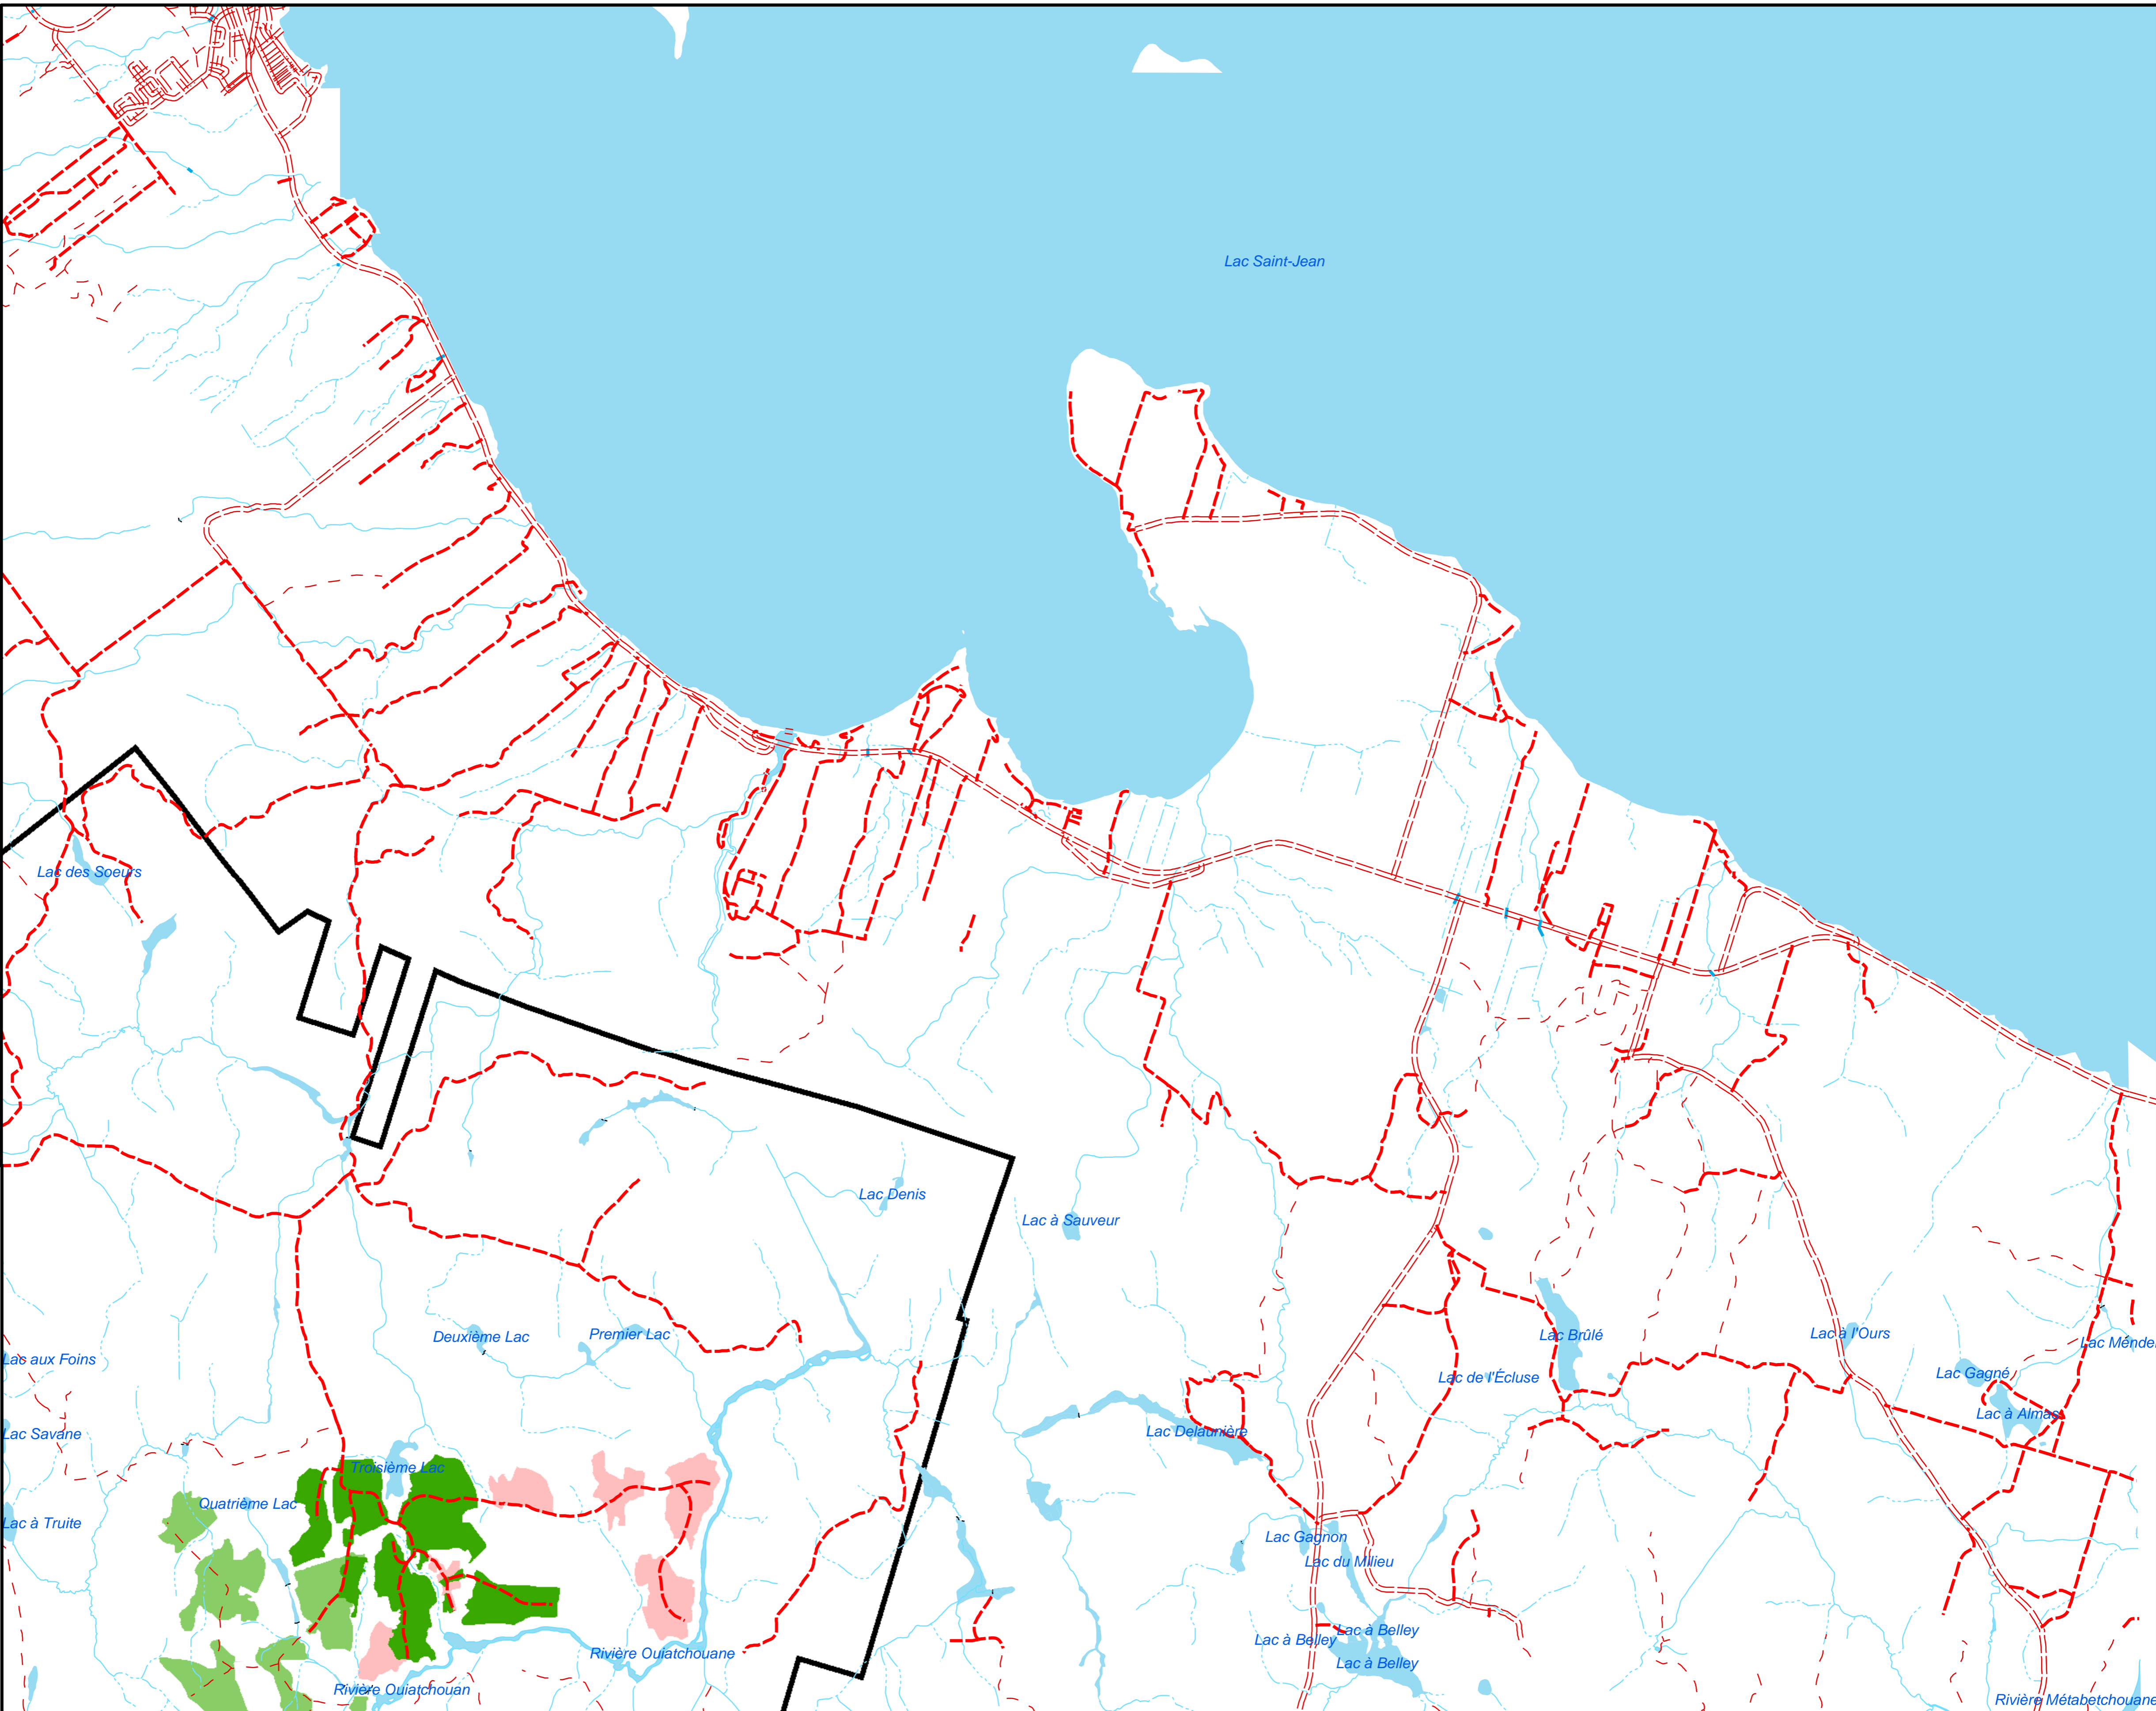 Lac Saint-Jean
Lac des Soeurs
Lac Denis
Lac à Sauveur
Lac Brûlé
Lac à l'Ours
Deuxième Lac
Premier Lac
Lac aux Foins
Lac Ménde
Lac Gagné
Lac de l'Écluse
Lac à Almas
Lac Savane
Lac Delaunière
Troisième Lac
Quatrième Lac
Lac à Truite
Lac Gagnon
Lac du Milieu
Lac à Belley
Lac à Belley
Rivière Ouiatchouane
Lac à Belley
Rivière Ouiatchouan
Rivière Métabetchouane